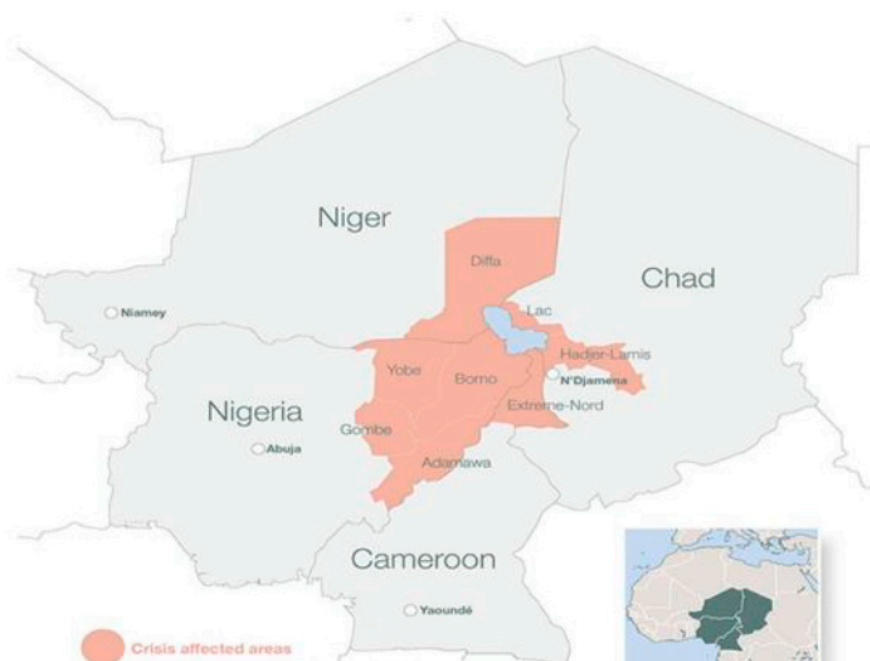 Niger
Chad
Diffa
Lac
Niamey
Hadjer-Lamis
Yobe
Borno
N'Djamena
Nigeria
Extreme-Nord
Gombe
Abuja
Adamawa
Cameroon
Yaoundé
Crisis affected areas